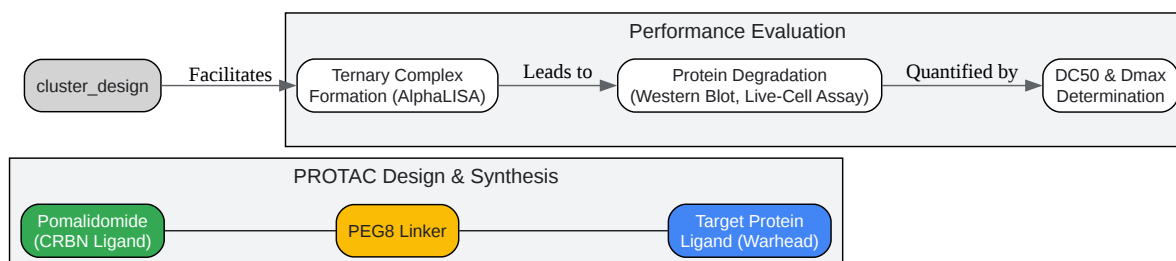 Performance Evaluation
cluster_design
Facilitates
Ternary Complex
Formation (AlphaLISA)
Leads to
Protein Degradation
(Western Blot, Live-Cell Assay)
Quantified by
DC50 & Dmax
Determination
PROTAC Design & Synthesis
Pomalidomide
(CRBN Ligand)
PEG8 Linker
Target Protein
Ligand (Warhead)